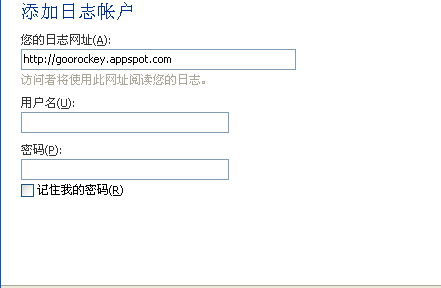 添加日志帐户
您的日志网址(A):
http://goorockey.appspot.com
访问者将使用此网址阅读您的日志。
用户名(U):
密码(P):
记住我的密码(R)